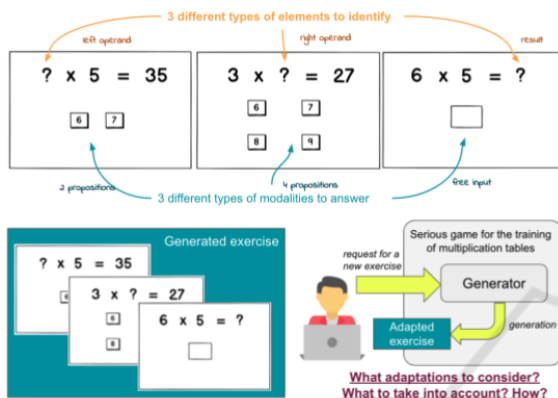 3 different types of elements to identify
left operand
right operand
result
? x 5 = 35
3 x ? = 27
6 x 5 = ?
6 7
6 7
8 9
2 propositions
4 propositions
free input
3 different types of modalities to answer
Generated exercise
? x 5 = 35
6
3 x ? = 27
6
8
6 x 5 = ?
request for a
new exercise
Serious game for the training
of multiplication tables
Generator
generation
Adapted
exercise
What adaptations to consider?
What to take into account? How?